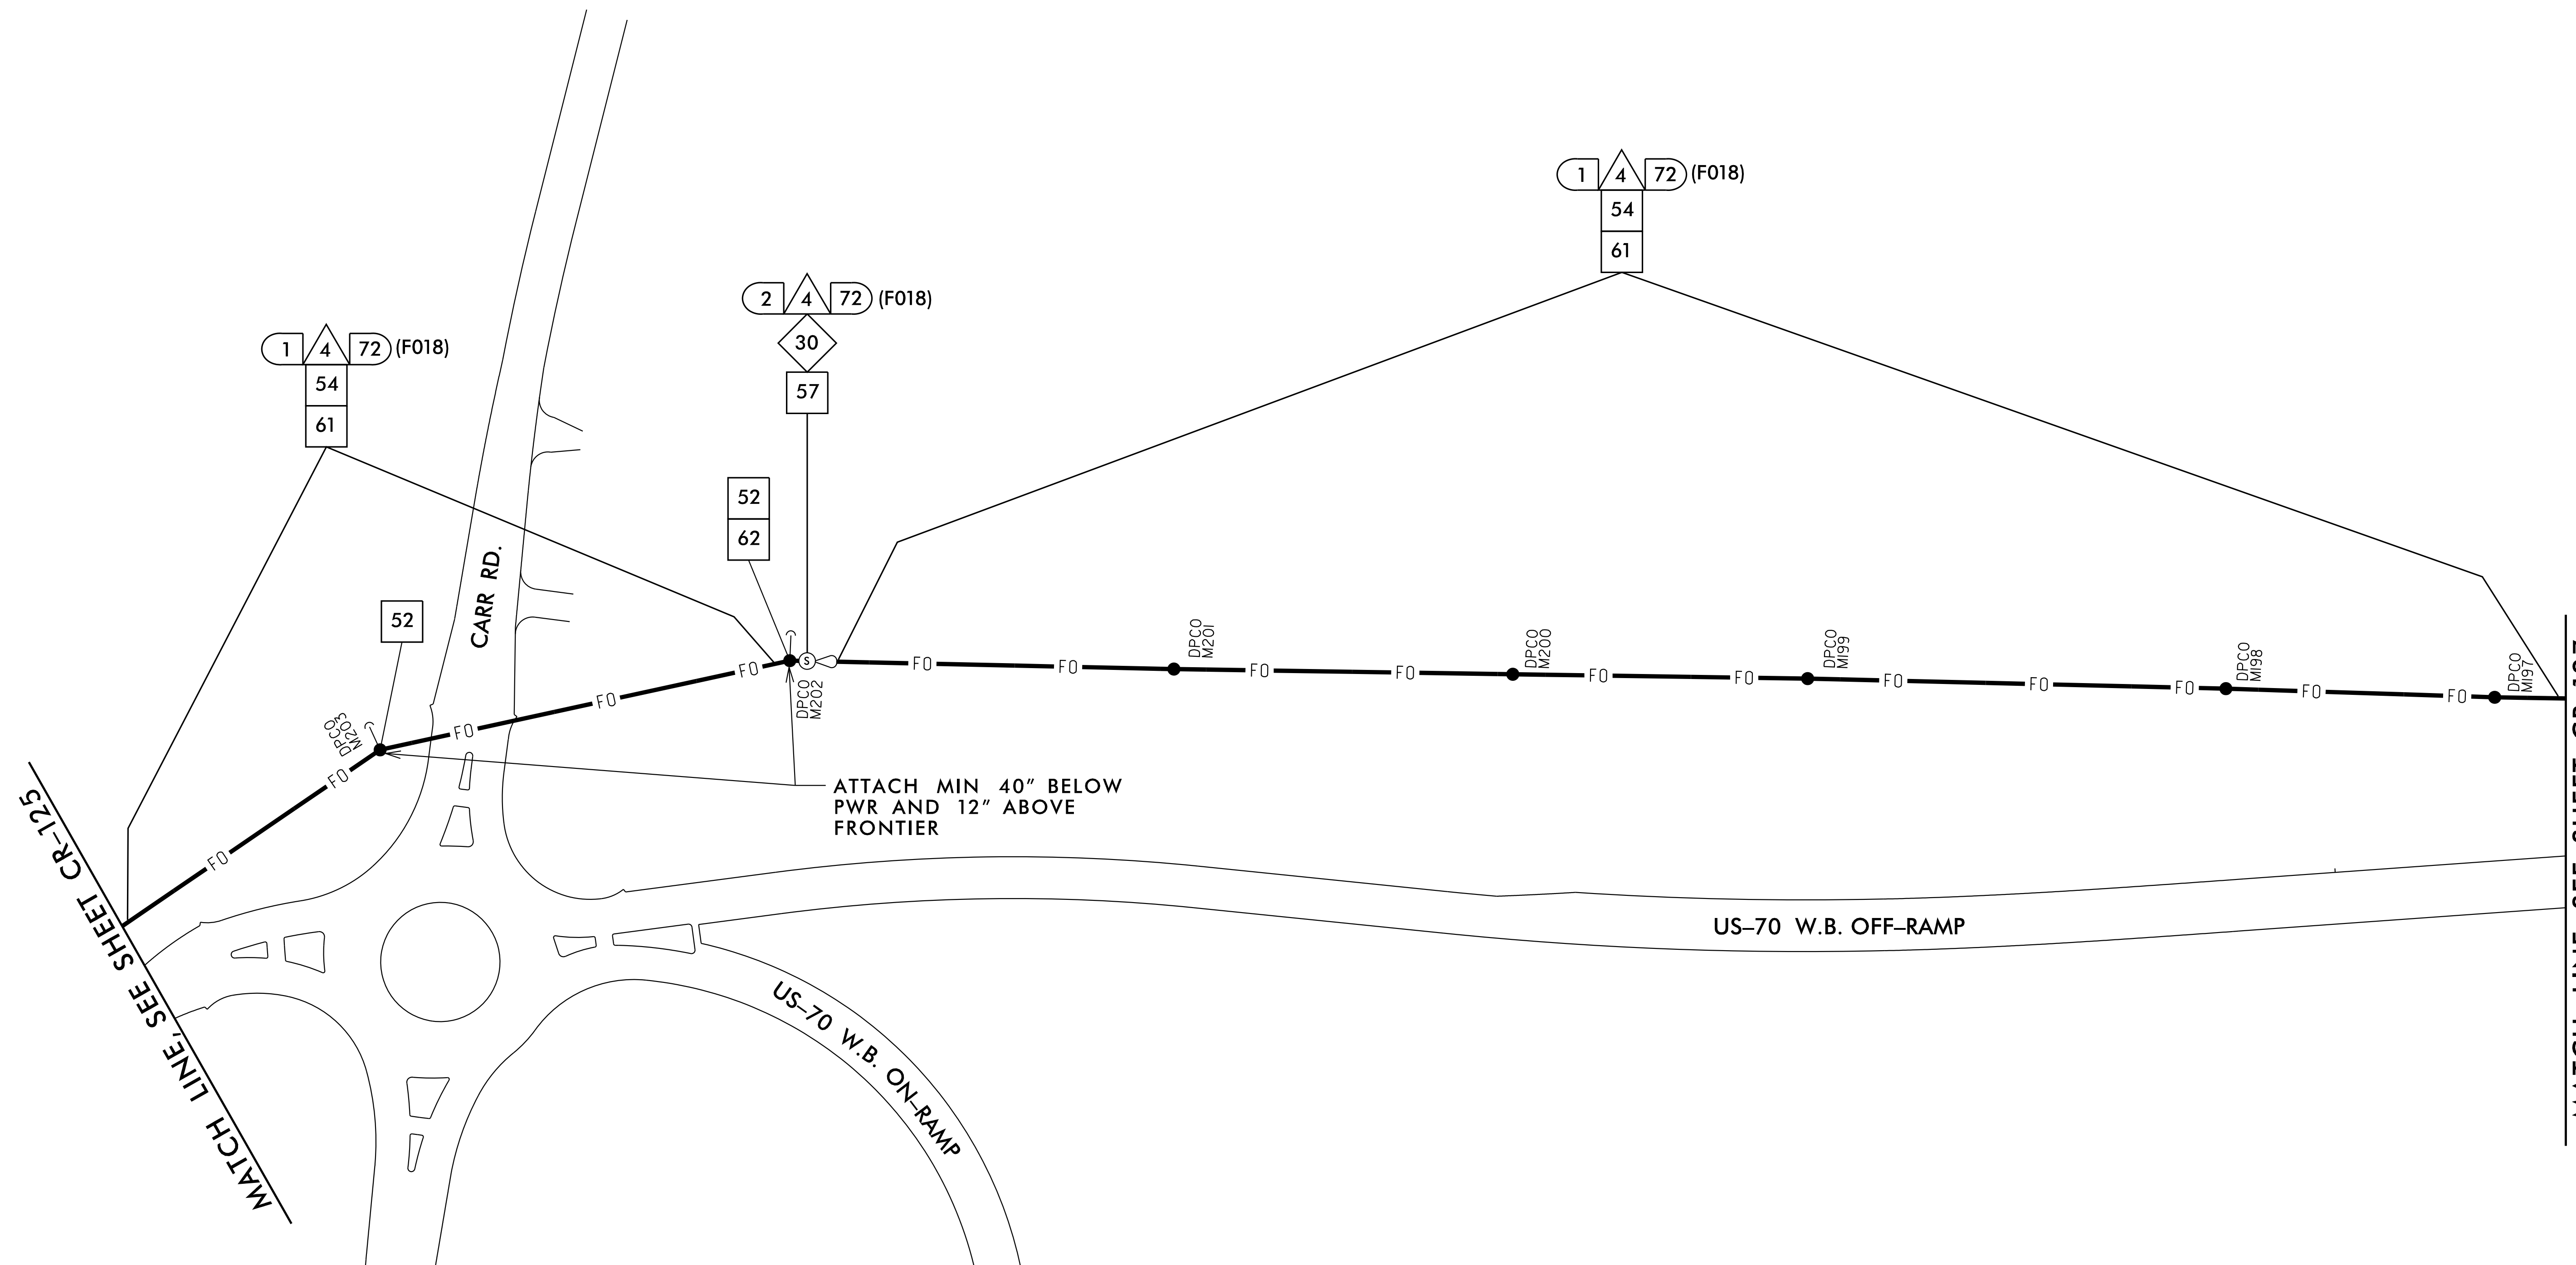 1 4 72 (F018)
54
61
2 4 72 (F018)
30
57
1 4 72 (F018)
54
61
52
62
52
CARR RD.
DPCO
M203
DPCO
M202
DPCO
M201
DPCO
M200
DPCO
M199
DPCO
M198
DPCO
M197
FO
FO
FO
FO
FO
S
FO
FO
FO
FO
FO
FO
FO
FO
FO
FO
FO
ATTACH MIN 40" BELOW
PWR AND 12" ABOVE
FRONTIER
US–70 W.B. OFF–RAMP
US–70 W.B. ON–RAMP
MATCH LINE, SEE SHEET CR–125